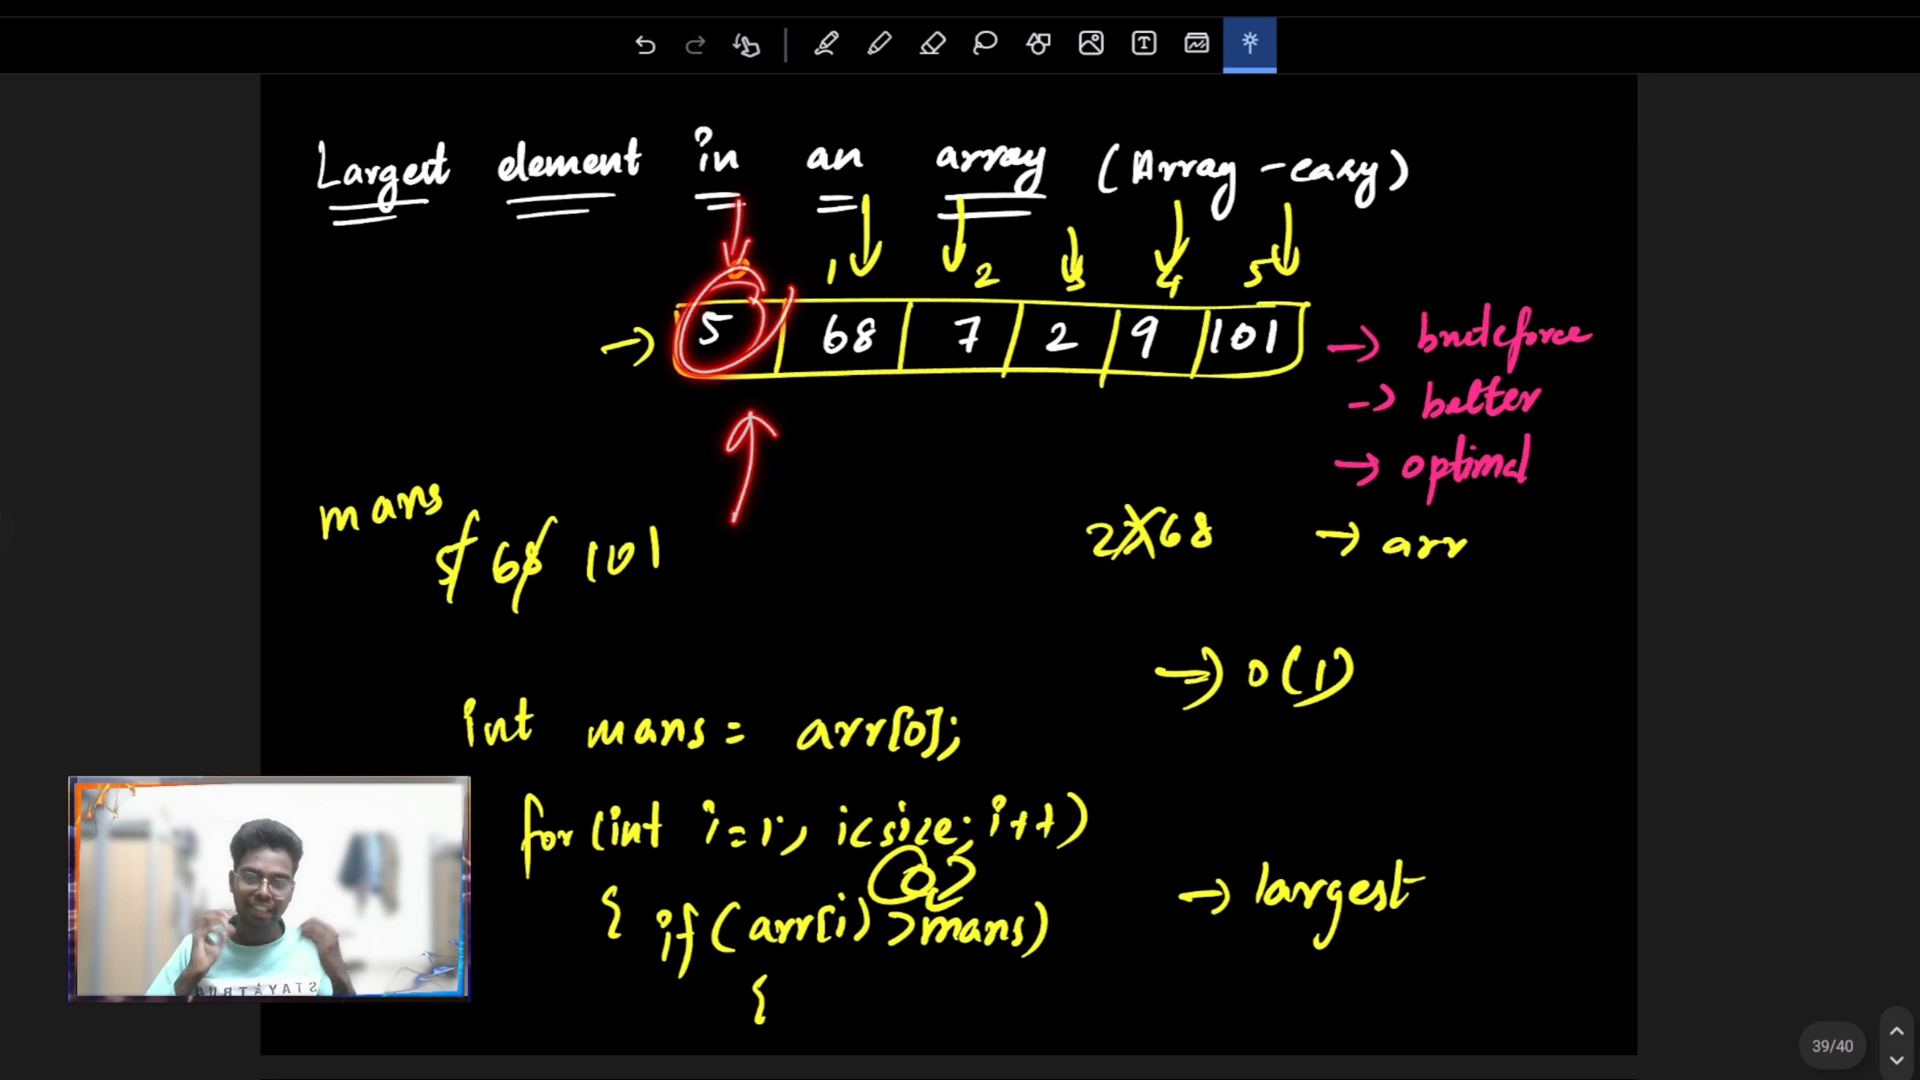 Largest element in an array (Array - easy)
1 2 3 4 5
5 68 7 2 9 101
→ bruteforce
→ better
→ optimal
mans
5 68 101
2 68
→ arr
→ O(1)
int mans = arr[0];
for (int i=1; i<size; i++)
{ if (arr[i) > mans)
{
→ largest
39/40